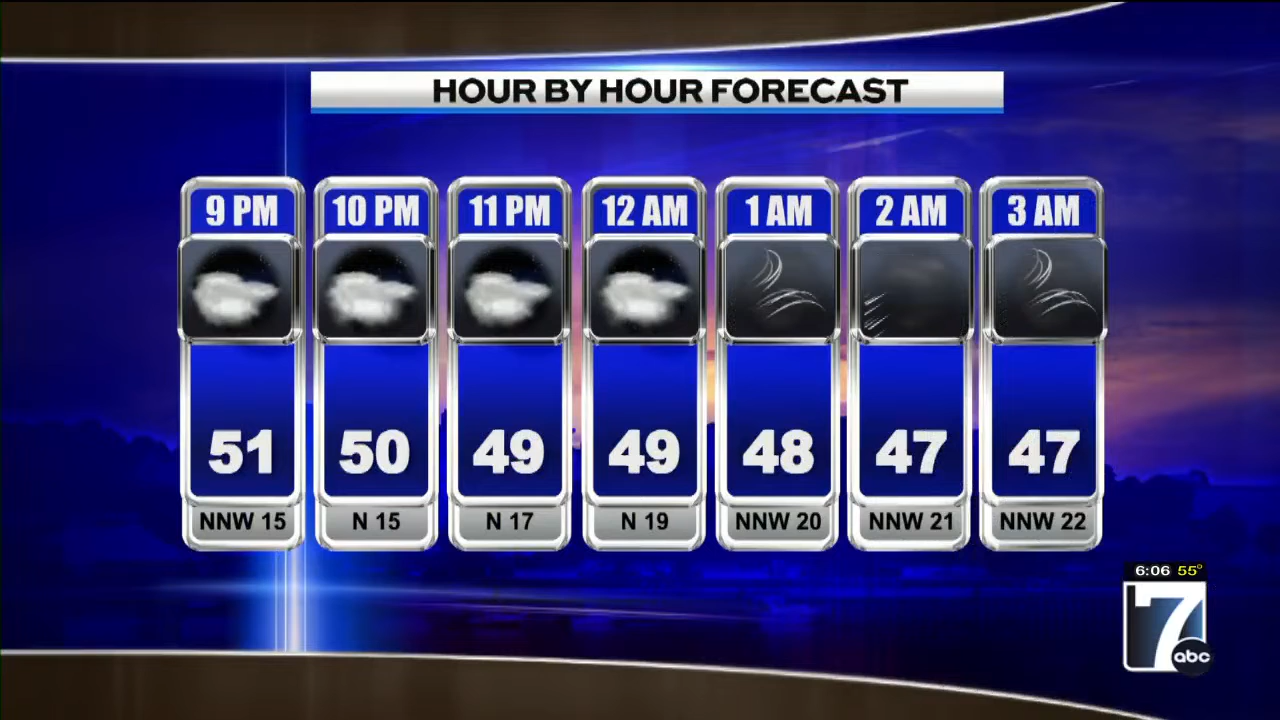 HOUR BY HOUR FORECAST
9 PM 10 PM 11 PM 12 AM 1 AM 2 AM 3 AM
51 50 49 49 48 47 47
NNW 15 N 15 N 17 N 19 NNW 20 NNW 21 NNW 22
6:06 55°
7
abc